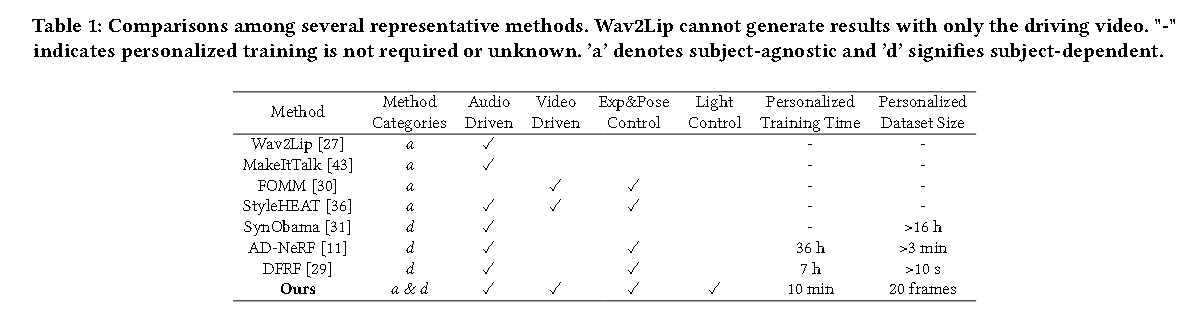 Table 1: Comparisons among several representative methods. Wav2Lip cannot generate results with only the driving video. "-"
indicates personalized training is not required or unknown. 'a' denotes subject-agnostic and 'd' signifies subject-dependent.
Method Method Categories Audio Driven Video Driven Exp&Pose Control Light Control Personalized Training Time Personalized Dataset Size
Wav2Lip [27] a ✓ - -
MakeItTalk [43] a ✓ - -
FOMM [30] a ✓ ✓ - -
StyleHEAT [36] a ✓ ✓ ✓ - -
SynObama [31] d ✓ - >16 h
AD-NeRF [11] d ✓ ✓ 36 h >3 min
DFRF [29] d ✓ ✓ 7 h >10 s
Ours a & d ✓ ✓ ✓ ✓ 10 min 20 frames